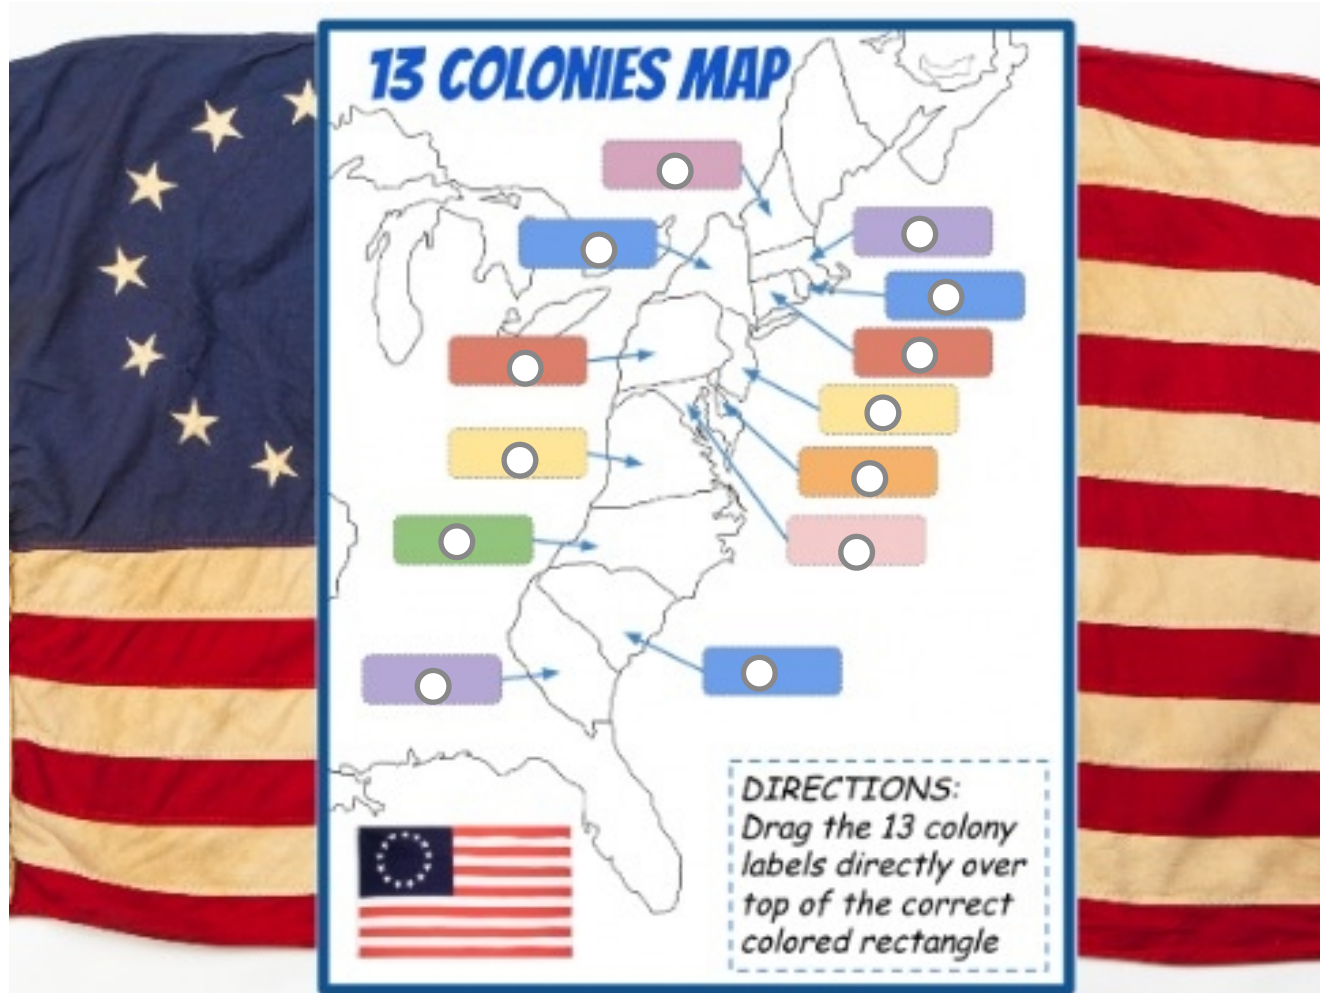 13 COLONIES MAP
DIRECTIONS:
Drag the 13 colony
labels directly over
top of the correct
colored rectangle